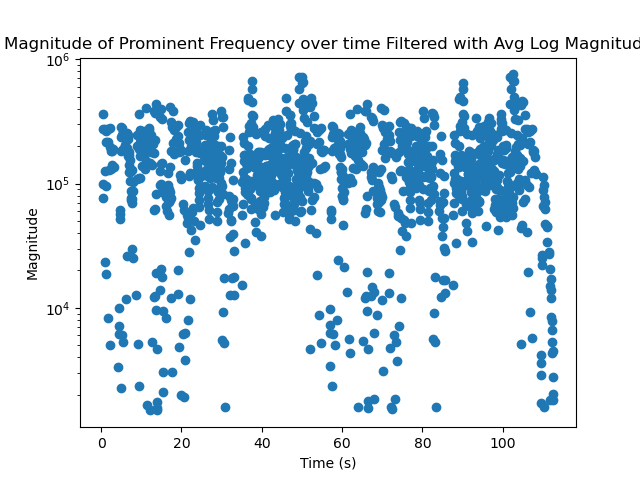 Magnitude of Prominent Frequency over time Filtered with Avg Log Magnitud
10⁶
10⁵
10⁴
Magnitude
0 20 40 60 80 100
Time (s)